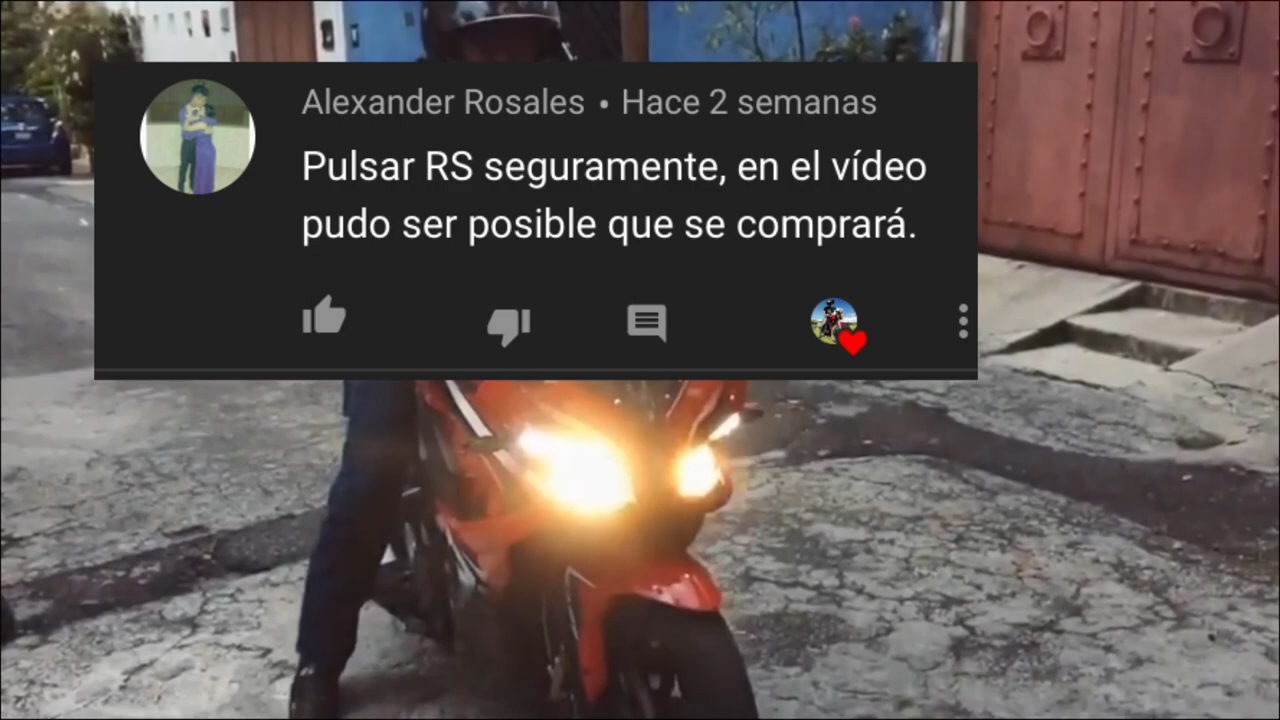 Alexander Rosales • Hace 2 semanas
Pulsar RS seguramente, en el vídeo
pudo ser posible que se comprará.